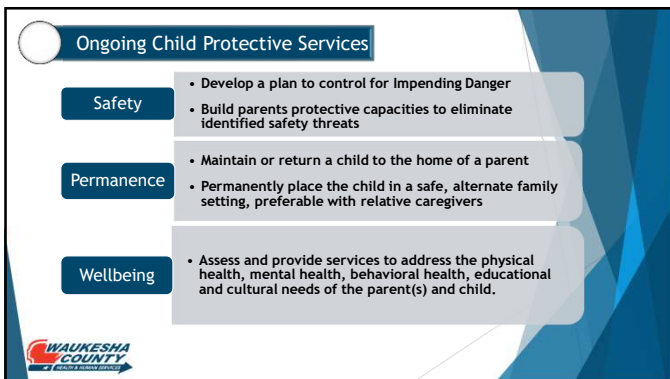 Ongoing Child Protective Services
Safety
• Develop a plan to control for Impending Danger
• Build parents protective capacities to eliminate
identified safety threats
Permanence
• Maintain or return a child to the home of a parent
• Permanently place the child in a safe, alternate family
setting, preferable with relative caregivers
Wellbeing
• Assess and provide services to address the physical
health, mental health, behavioral health, educational
and cultural needs of the parent(s) and child.
WAUKESHA
COUNTY
HEALTH & HUMAN SERVICES